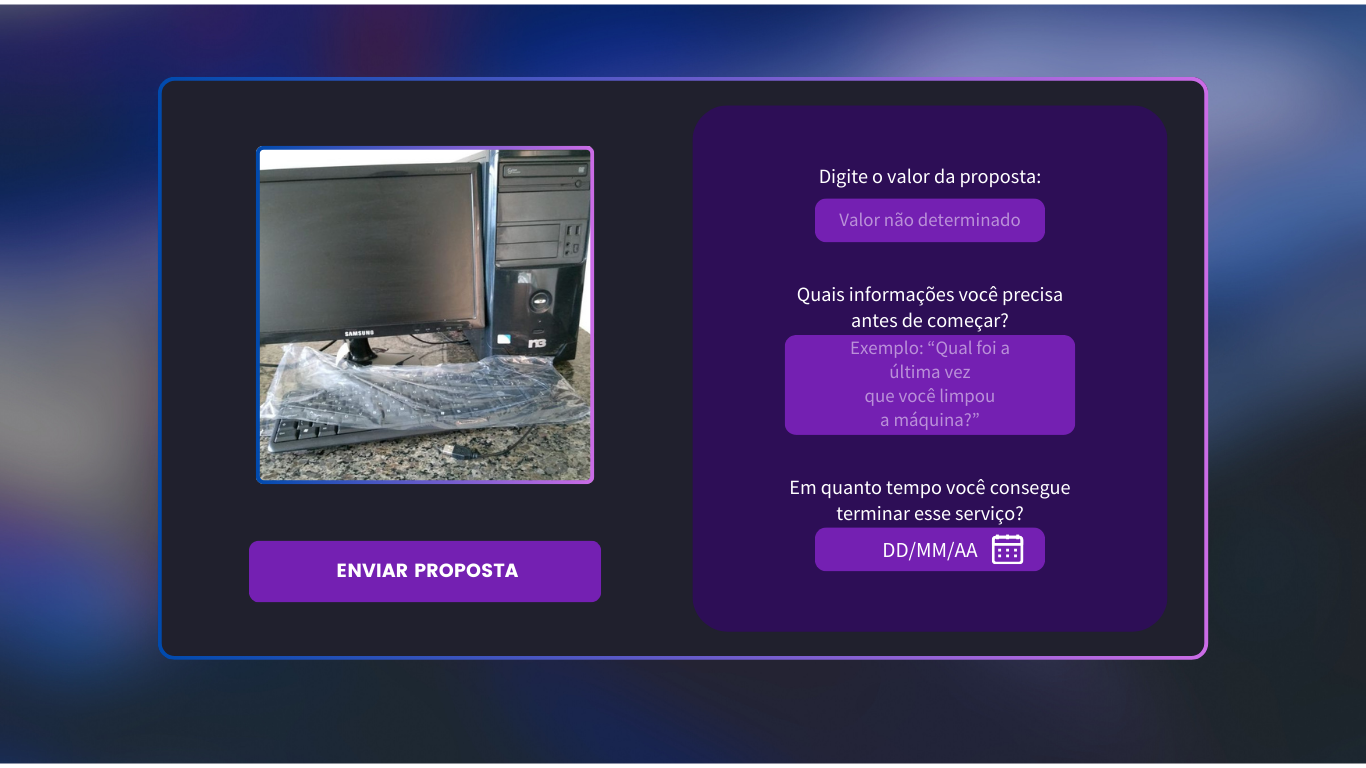 SAMSUNG
ENVIAR PROPOSTA
Digite o valor da proposta:
Valor não determinado
Quais informações você precisa
antes de começar?
Exemplo: “Qual foi a
última vez
que você limpou
a máquina?”
Em quanto tempo você consegue
terminar esse serviço?
DD/MM/AA